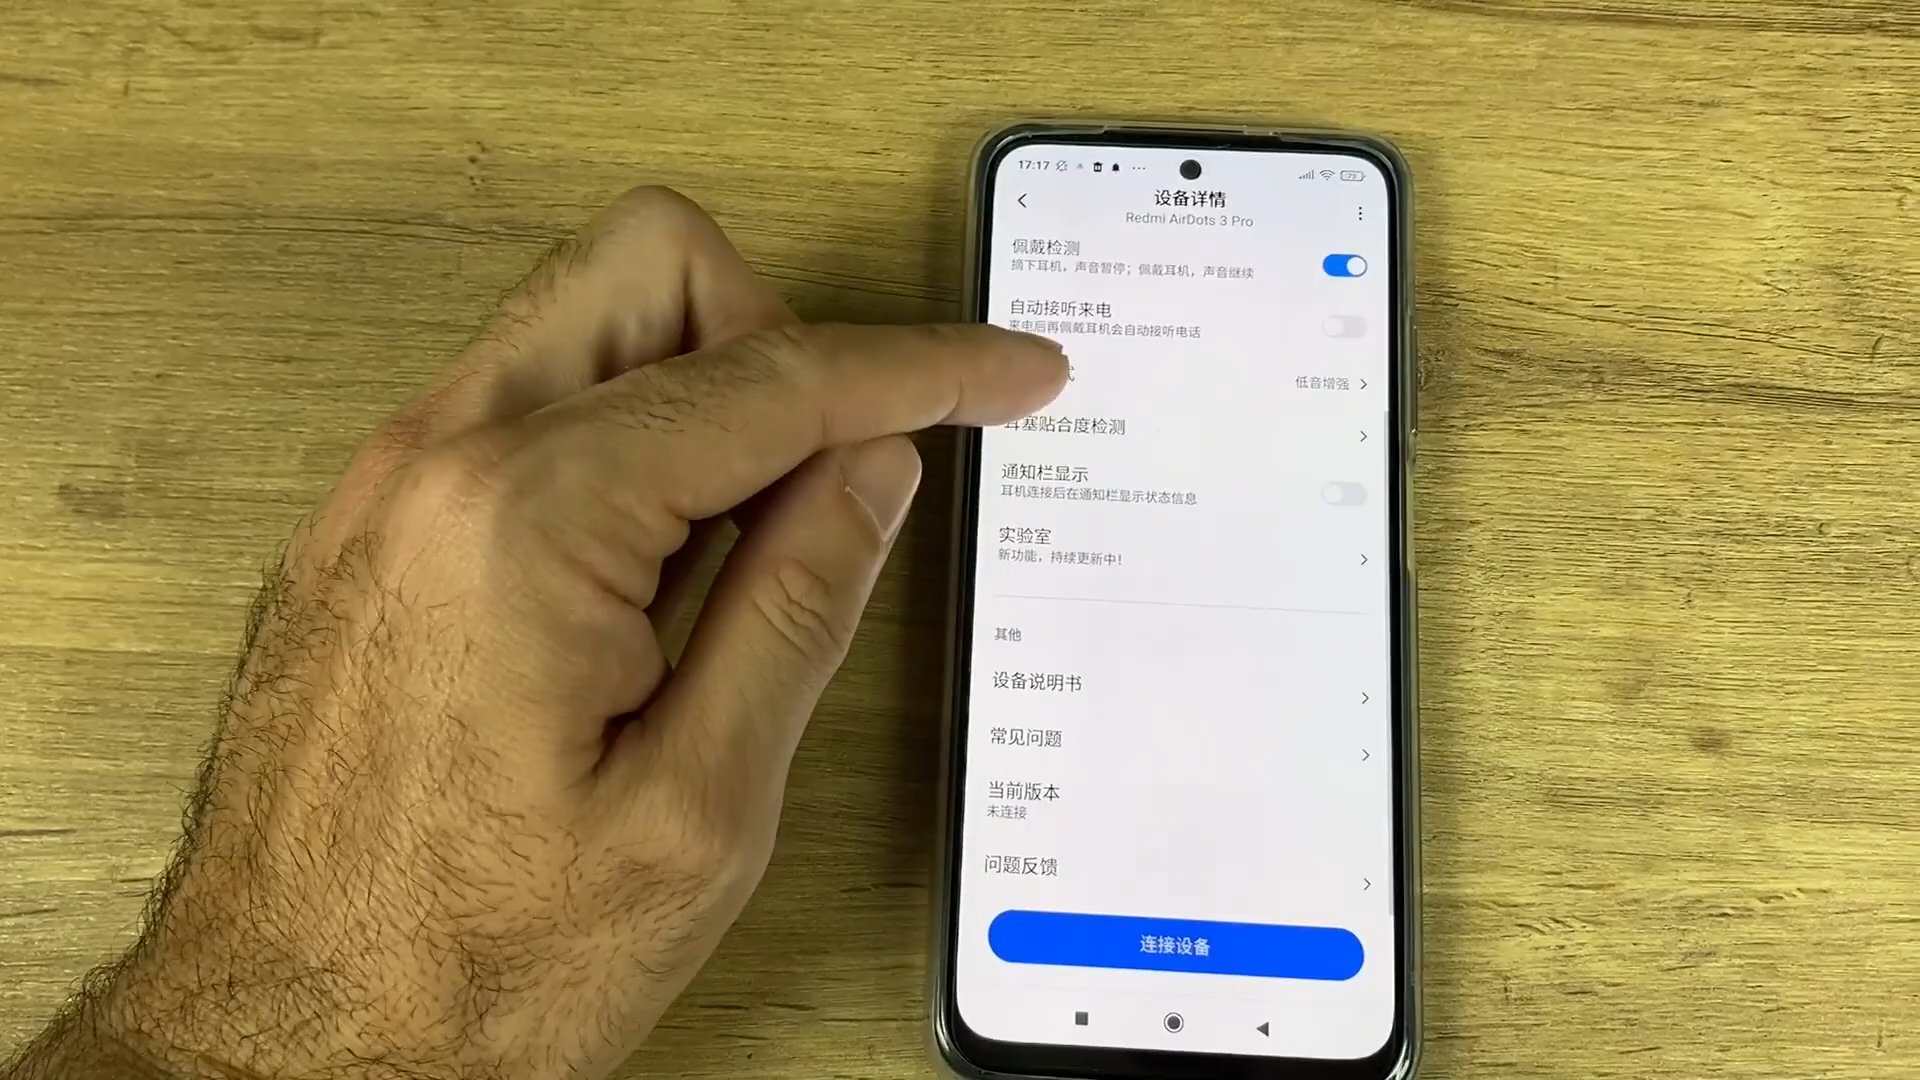 17:17
设备详情
Redmi AirDots 3 Pro
佩戴检测
摘下耳机，声音暂停；佩戴耳机，声音继续
自动接听来电
来电后再佩戴耳机会自动接听电话
低音增强
耳塞贴合度检测
通知栏显示
耳机连接后在通知栏显示状态信息
实验室
新功能，持续更新中！
其他
设备说明书
常见问题
当前版本
未连接
问题反馈
连接设备